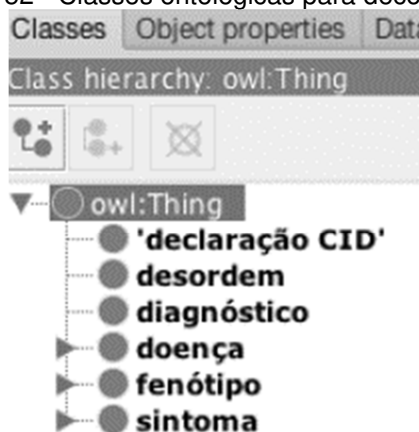 Classes ontológicas para
Classes Object properties Data
Class hierarchy: owl:Thing
owl:Thing
'declaração CID'
desordem
diagnóstico
doença
fenótipo
sintoma